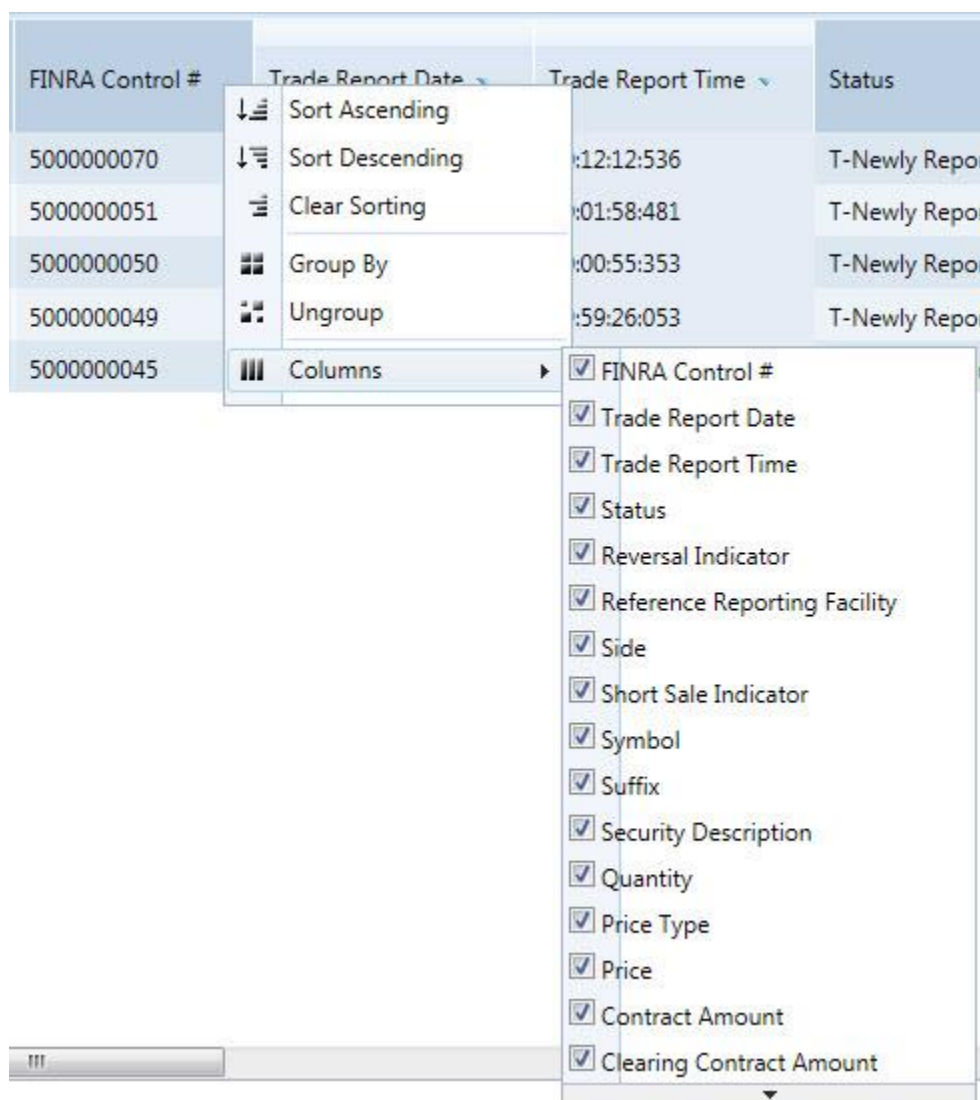 FINRA Control # Trade Report Date Trade Report Time Status
Sort Ascending
5000000070 Sort Descending :12:12:536 T-Newly Repo
5000000051 Clear Sorting :01:58:481 T-Newly Repo
5000000050 Group By :00:55:353 T-Newly Repo
5000000049 Ungroup :59:26:053 T-Newly Repo
5000000045 Columns FINRA Control #
Trade Report Date
Trade Report Time
Status
Reversal Indicator
Reference Reporting Facility
Side
Short Sale Indicator
Symbol
Suffix
Security Description
Quantity
Price Type
Price
Contract Amount
Clearing Contract Amount